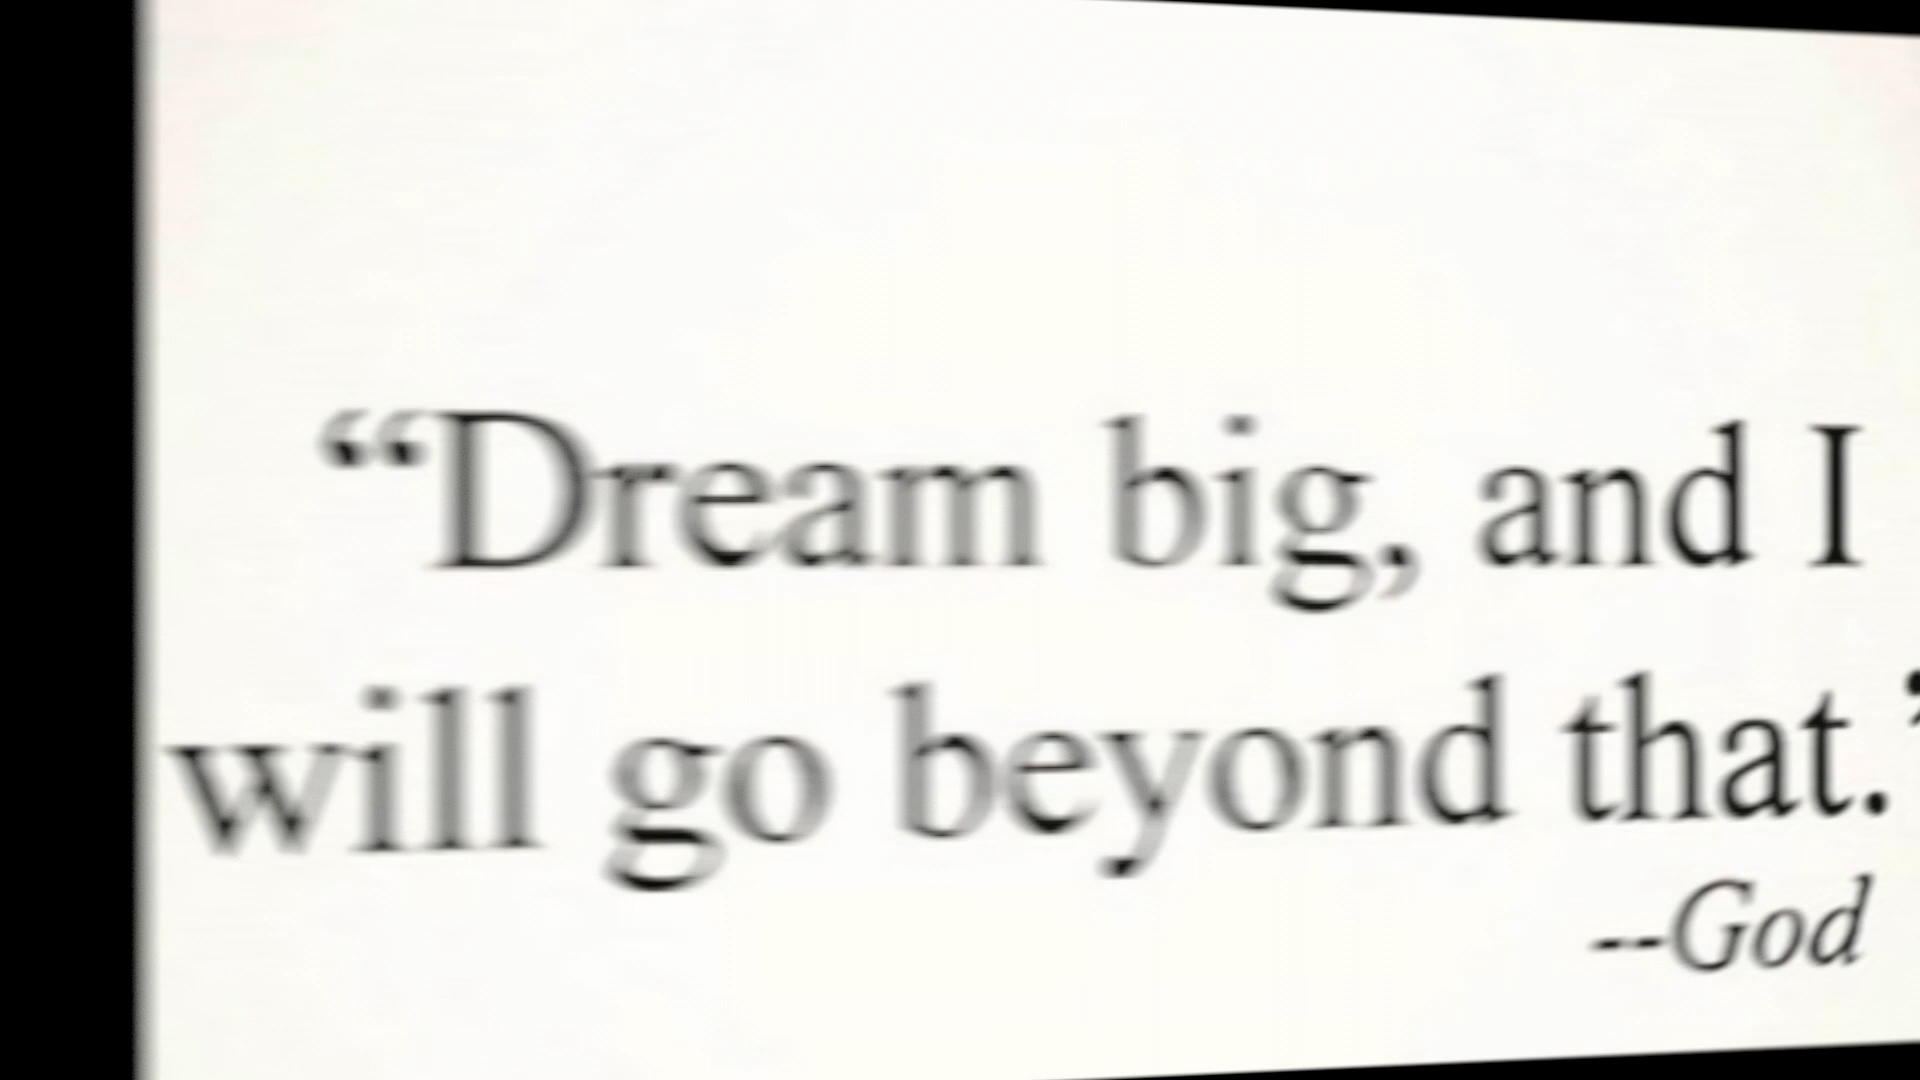 “Dream big, and I
will go beyond that.”
--God